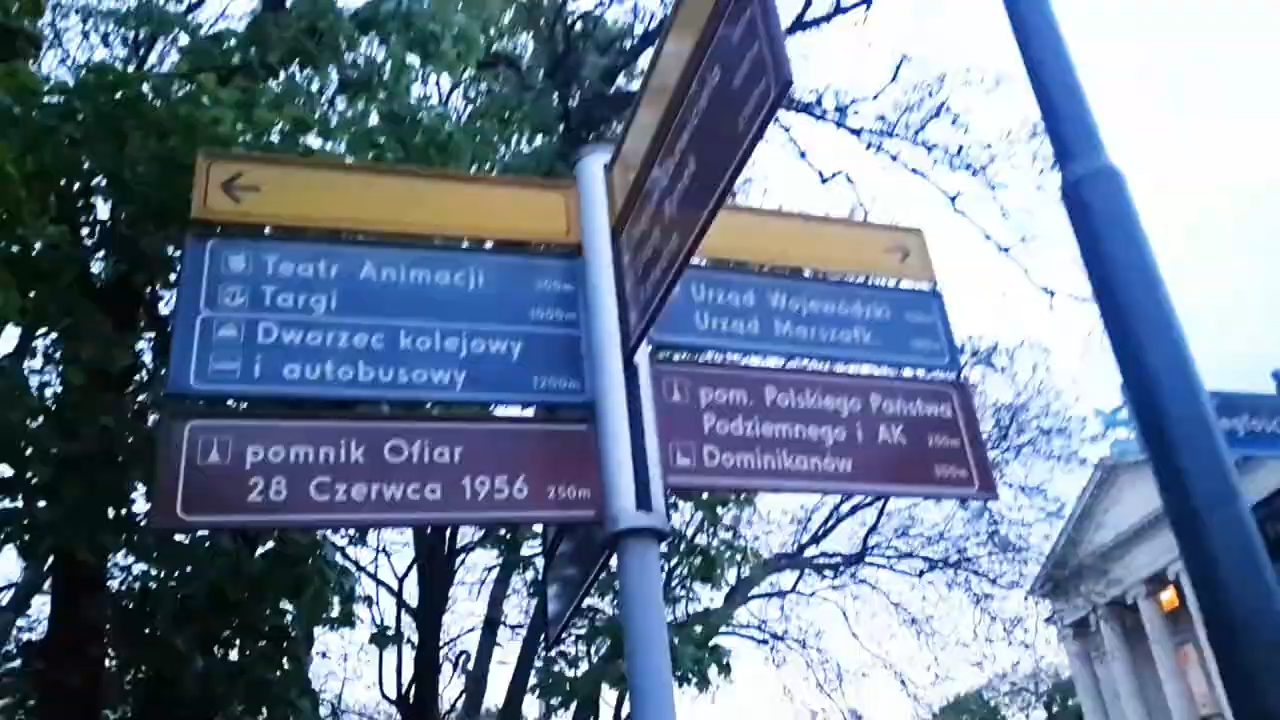 Teatr Animacji
Targi 1000m
Dworzec kolejowy
i autobusowy 1200m
pomnik Ofiar
28 Czerwca 1956 250m
Urząd Wojewódzki
Urząd Marszałk.
pom. Polskiego Państwa
Podziemnego i AK
Dominikanów